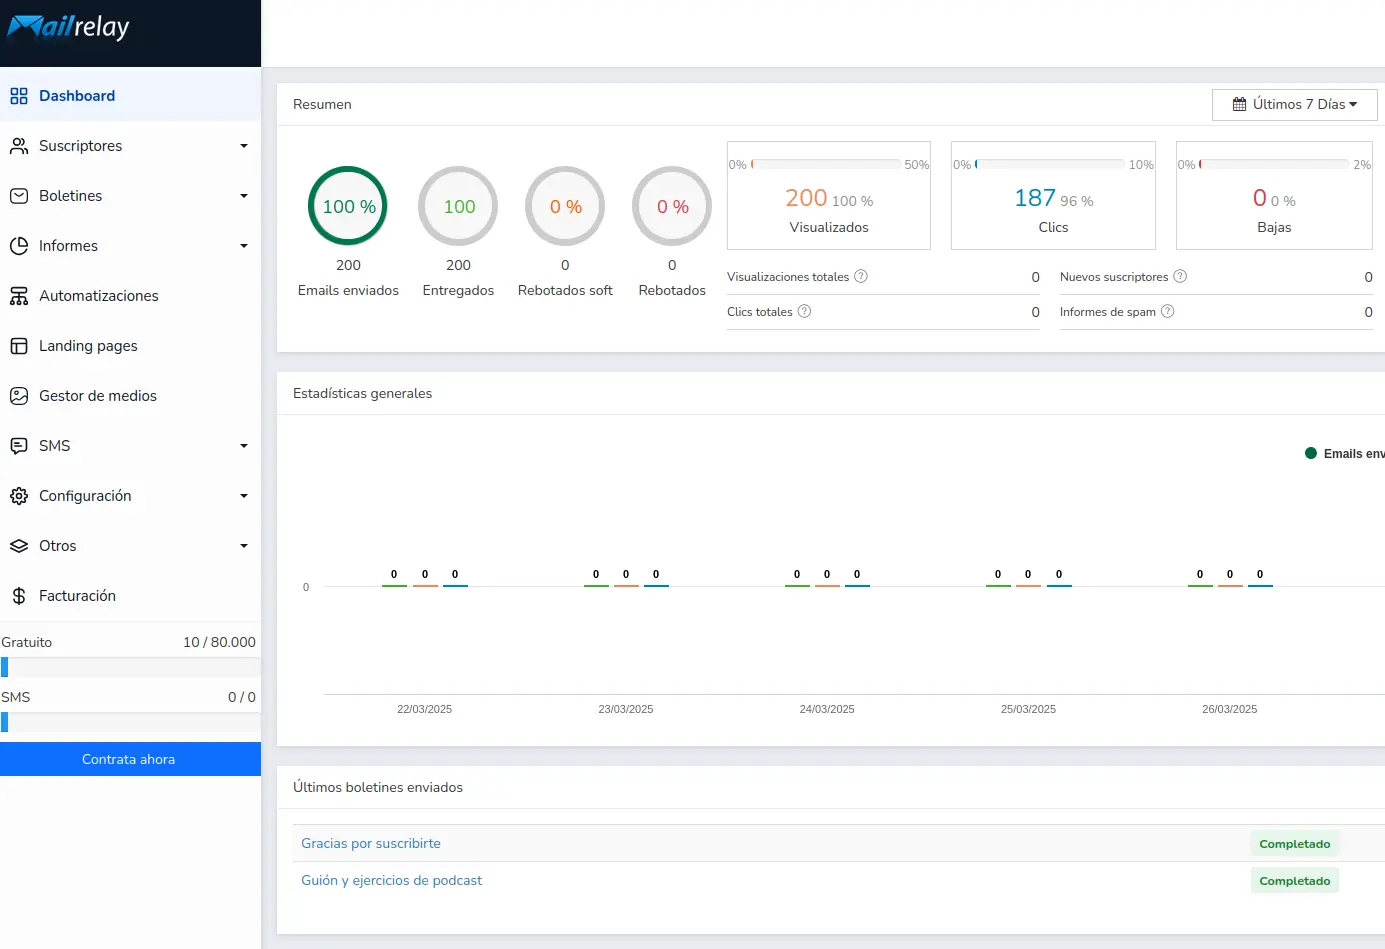 Mailrelay
Dashboard
Suscriptores
Boletines
Informes
Automatizaciones
Landing pages
Gestor de medios
SMS
Configuración
Otros
Facturación
Gratuito 10 / 80.000
SMS 0 / 0
Contrata ahora
Resumen
Últimos 7 Días
100 %
200
Emails enviados
100
200
Entregados
0 %
0
Rebotados soft
0 %
0
Rebotados
0% 50%
200 100 %
Visualizados
0% 10%
187 96 %
Clics
0% 2%
0 0 %
Bajas
Visualizaciones totales ? 0
Nuevos suscriptores ? 0
Clics totales ? 0
Informes de spam ? 0
Estadísticas generales
Emails env
0 0 0 0 0 0 0 0 0 0 0 0 0 0 0
0
22/03/2025 23/03/2025 24/03/2025 25/03/2025 26/03/2025
Últimos boletines enviados
Gracias por suscribirte Completado
Guión y ejercicios de podcast Completado